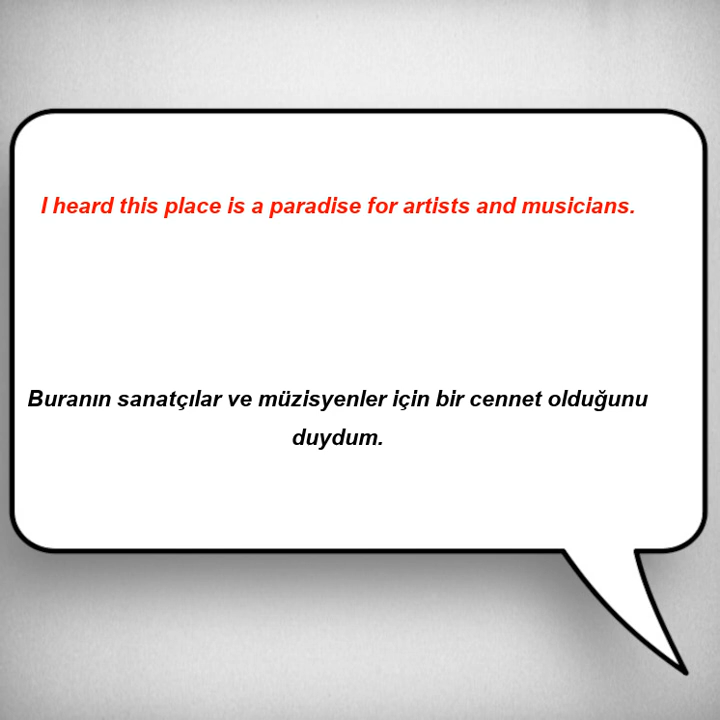 I heard this place is a paradise for artists and musicians.
Buranın sanatçılar ve müzisyenler için bir cennet olduğunu
duydum.